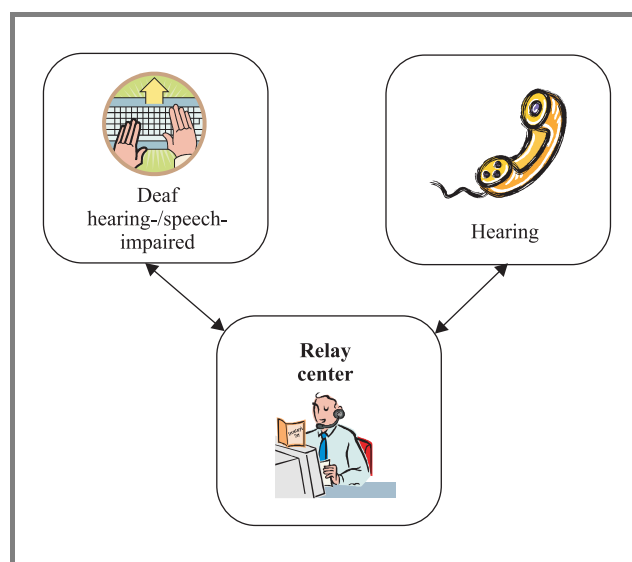 Deaf
hearing-/speech-
impaired
Hearing
Relay
center